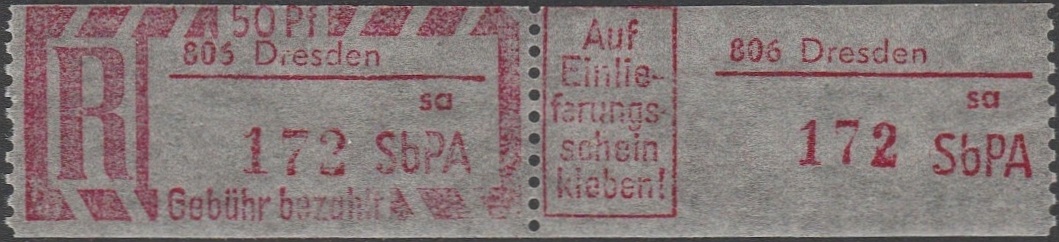 50 Pf
806 Dresden
R
sa
172 SbPA
Gebühr bezahlt
Auf
Einlie-
ferungs-
schein
kleben!
806 Dresden
sa
172 SbPA